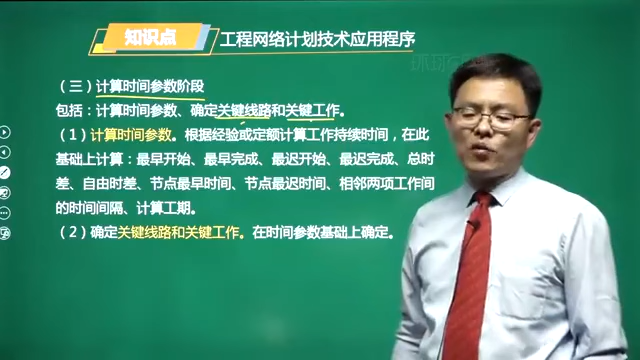 知识点 工程网络计划技术应用程序
（三）计算时间参数阶段
包括：计算时间参数、确定关键线路和关键工作。
（1）计算时间参数。根据经验或定额计算工作持续时间，在此
基础上计算：最早开始、最早完成、最迟开始、最迟完成、总时
差、自由时差、节点最早时间、节点最迟时间、相邻两项工作间
的时间间隔、计算工期。
（2）确定关键线路和关键工作。在时间参数基础上确定。